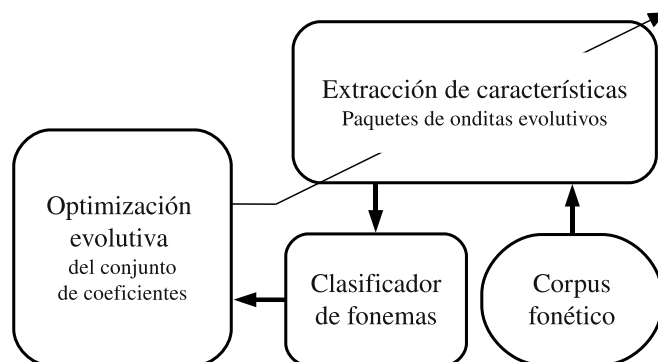 Extracción de características
Paquetes de onditas evolutivos
Optimización
evolutiva
del conjunto
de coeficientes
Clasificador
de fonemas
Corpus
fonético